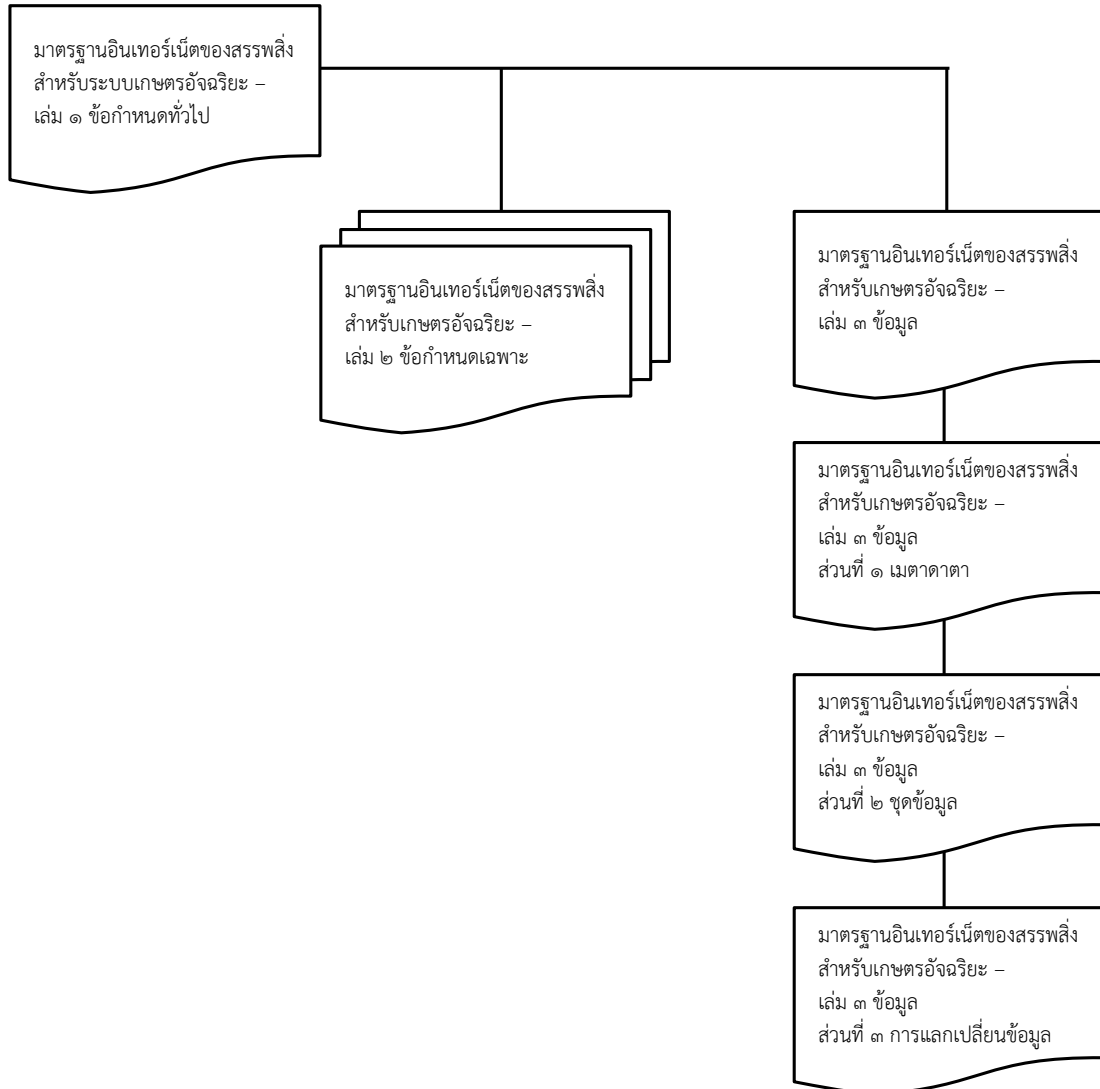 มาตรฐานอินเทอร์เน็ตของสรรพสิ่ง
สำหรับระบบเกษตรอัจฉริยะ –
เล่ม ๑ ข้อกำหนดทั่วไป
มาตรฐานอินเทอร์เน็ตของสรรพสิ่ง
สำหรับเกษตรอัจฉริยะ –
เล่ม ๒ ข้อกำหนดเฉพาะ
มาตรฐานอินเทอร์เน็ตของสรรพสิ่ง
สำหรับเกษตรอัจฉริยะ –
เล่ม ๓ ข้อมูล
มาตรฐานอินเทอร์เน็ตของสรรพสิ่ง
สำหรับเกษตรอัจฉริยะ –
เล่ม ๓ ข้อมูล
ส่วนที่ ๑ เมตาดาตา
มาตรฐานอินเทอร์เน็ตของสรรพสิ่ง
สำหรับเกษตรอัจฉริยะ –
เล่ม ๓ ข้อมูล
ส่วนที่ ๒ ชุดข้อมูล
มาตรฐานอินเทอร์เน็ตของสรรพสิ่ง
สำหรับเกษตรอัจฉริยะ –
เล่ม ๓ ข้อมูล
ส่วนที่ ๓ การแลกเปลี่ยนข้อมูล